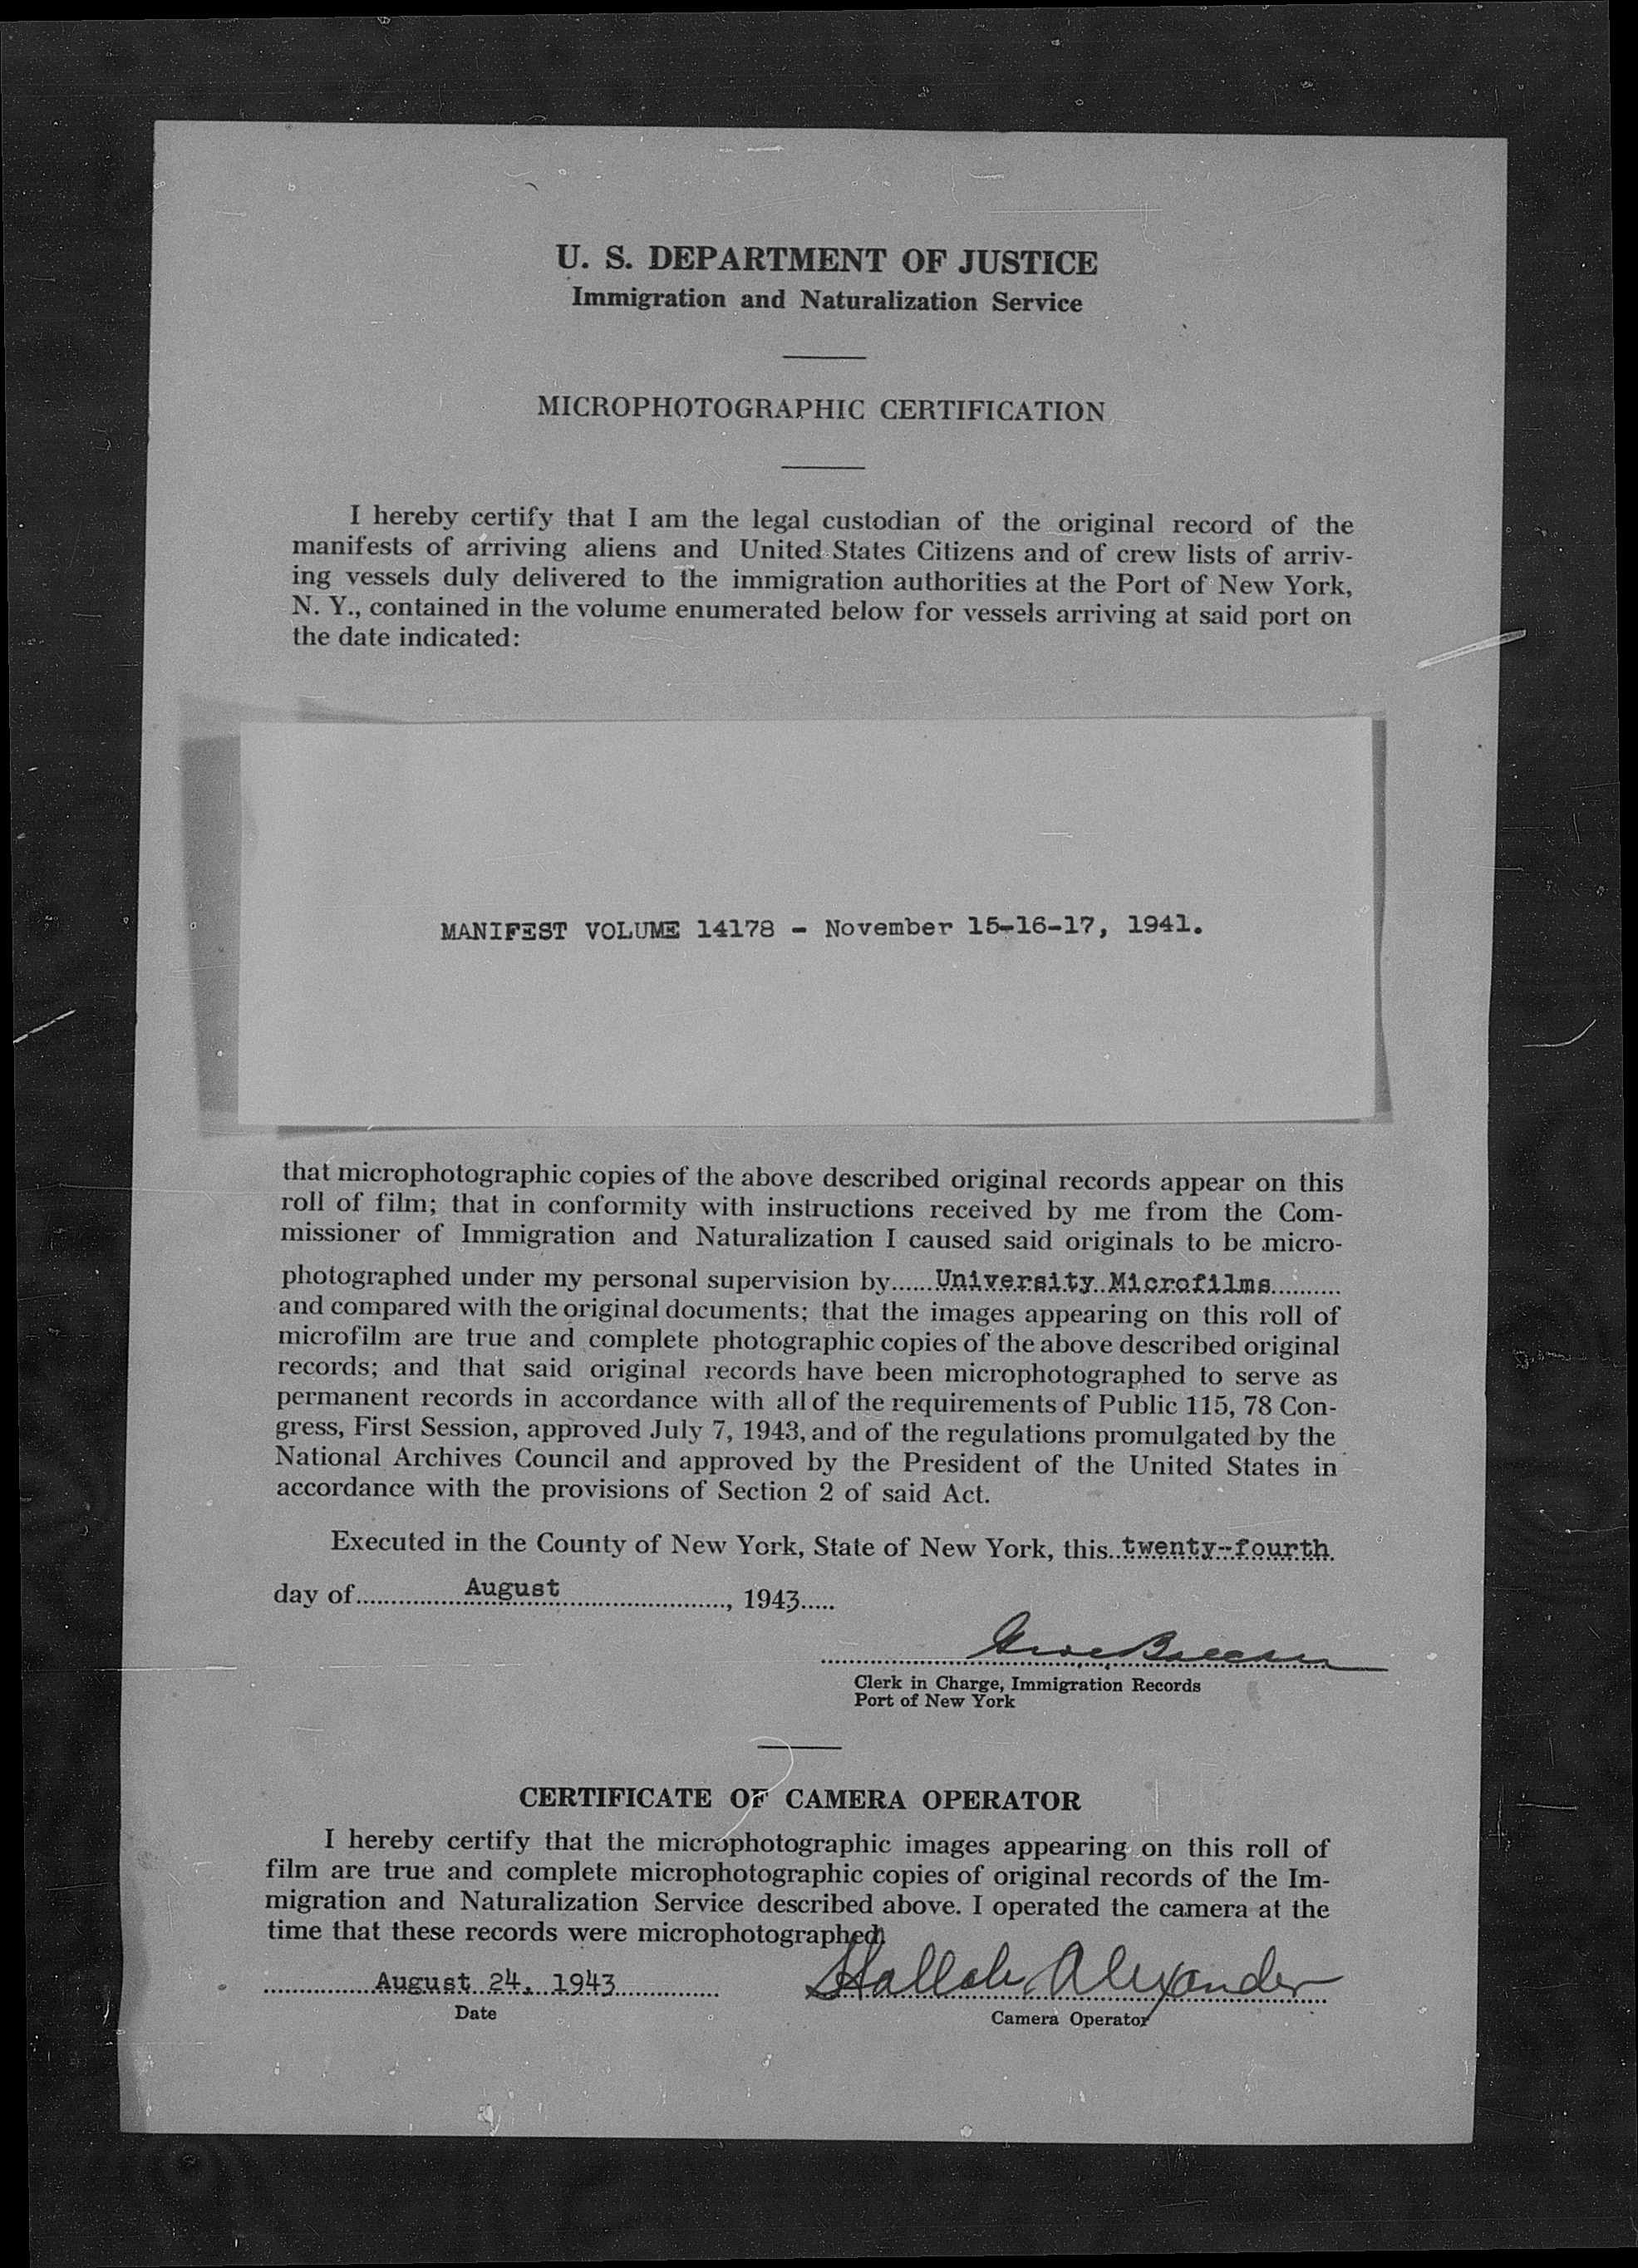 U. S. DEPARTMENT OF JUSTICE
Immigration and Naturalization Service
MICROPHOTOGRAPHIC CERTIFICATION
I hereby certify that I am the legal custodian of the original record of the
manifests of arriving aliens and United States Citizens and of crew lists of arriv-
ing vessels duly delivered to the immigration authorities at the Port of New York,
N. Y., contained in the volume enumerated below for vessels arriving at said port on
the date indicated:
MANIFEST VOLUME 14178 - November 15-16-17, 1941.
that microphotographic copies of the above described original records appear on this
roll of film; that in conformity with instructions received by me from the Com-
missioner of Immigration and Naturalization I caused said originals to be micro-
photographed under my personal supervision by......University Microfilms..........
and compared with the original documents; that the images appearing on this roll of
microfilm are true and complete photographic copies of the above described original
records; and that said original records have been microphotographed to serve as
permanent records in accordance with all of the requirements of Public 115, 78 Con-
gress, First Session, approved July 7, 1943, and of the regulations promulgated by the
National Archives Council and approved by the President of the United States in
accordance with the provisions of Section 2 of said Act.
Executed in the County of New York, State of New York, this twenty-fourth
day of August, 1943
Clerk in Charge, Immigration Records
Port of New York
CERTIFICATE OF CAMERA OPERATOR
I hereby certify that the microphotographic images appearing on this roll of
film are true and complete microphotographic copies of original records of the Im-
migration and Naturalization Service described above. I operated the camera at the
time that these records were microphotographed.
August 24, 1943 Alexander
Date
Camera Operator